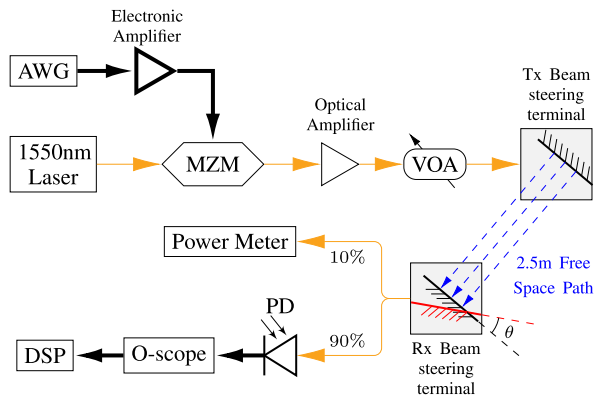 Electronic
Amplifier
AWG
Tx Beam
steering
terminal
Optical
Amplifier
1550nm
Laser
MZM
VOA
Power Meter
10%
2.5m Free
Space Path
PD
90%
θ
DSP
O-scope
Rx Beam
steering
terminal